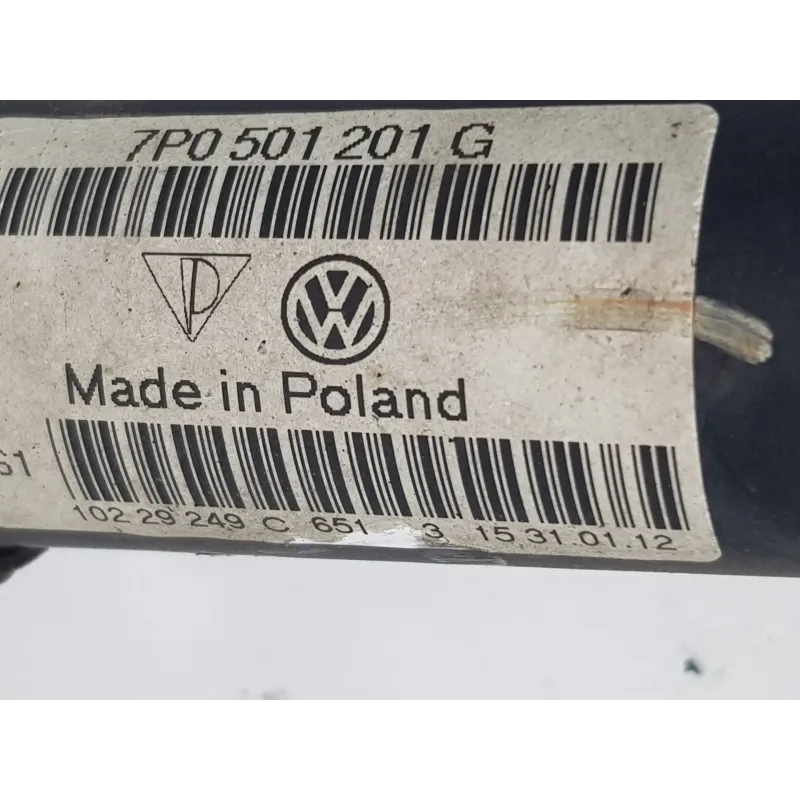 7P0 501 201 G
Made in Poland
61
102 29 249 C 651 3 15 31.01.12